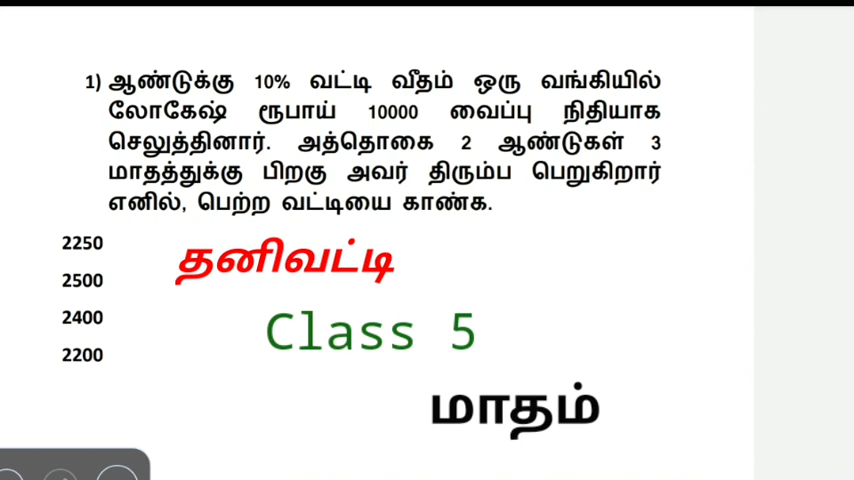 1) ஆண்டுக்கு 10% வட்டி வீதம் ஒரு வங்கியில்
லோகேஷ் ரூபாய் 10000 வைப்பு நிதியாக
செலுத்தினார். அத்தொகை 2 ஆண்டுகள் 3
மாதத்துக்கு பிறகு அவர் திரும்ப பெறுகிறார்
எனில், பெற்ற வட்டியை காண்க.
2250
தனிவட்டி
2500
2400
Class 5
2200
மாதம்